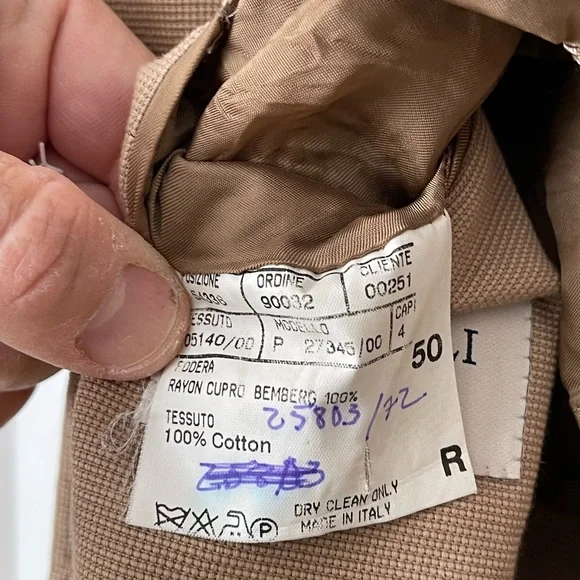 ORDINE
CLIENTE
90032
00251
MODELLO
CAPI
05140/00
P 27345/00
4
50
FODERA
RAYON CUPRO BEMBERG 100%
25803/72
TESSUTO
100% Cotton
R
DRY CLEAN ONLY
MADE IN ITALY
P
LI